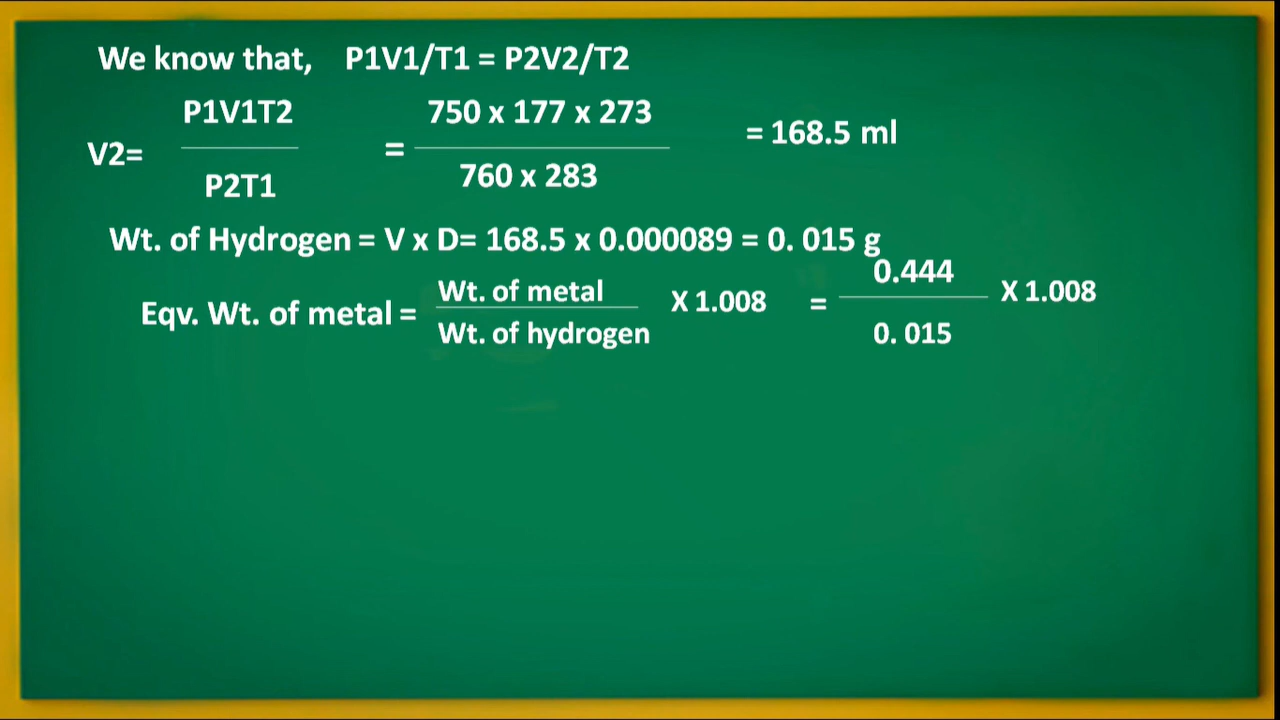 We know that, P1V1/T1 = P2V2/T2
P1V1T2
750 x 177 x 273
= 168.5 ml
V2=
=
P2T1
760 x 283
Wt. of Hydrogen = V x D= 168.5 x 0.000089 = 0. 015 g
0.444
Eqv. Wt. of metal =
Wt. of metal
X 1.008
=
X 1.008
Wt. of hydrogen
0. 015